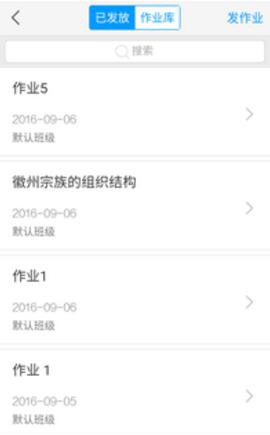 已发放 作业库 发作业
搜索
作业5
2016-09-06
默认班级
徽州宗族的组织结构
2016-09-06
默认班级
作业1
2016-09-06
默认班级
作业 1
2016-09-05
默认班级